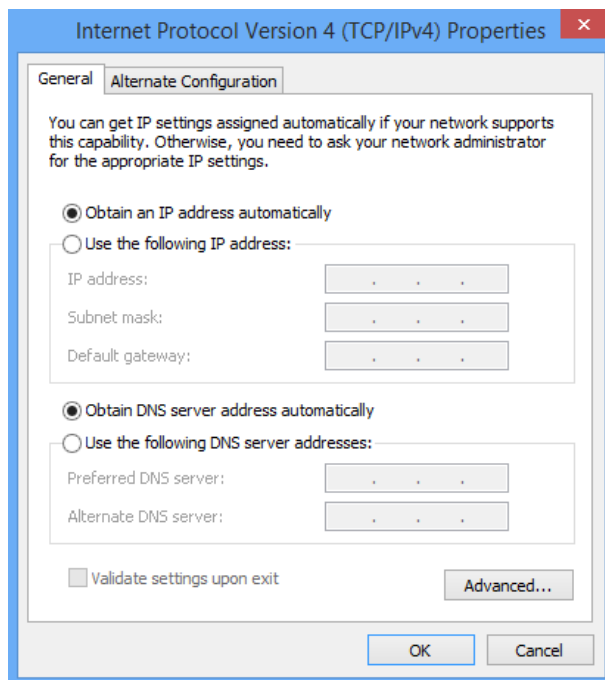 Internet Protocol Version 4 (TCP/IPv4) Properties
General
Alternate Configuration
You can get IP settings assigned automatically if your network supports
this capability. Otherwise, you need to ask your network administrator
for the appropriate IP settings.
Obtain an IP address automatically
Use the following IP address:
IP address:
Subnet mask:
Default gateway:
Obtain DNS server address automatically
Use the following DNS server addresses:
Preferred DNS server:
Alternate DNS server:
Validate settings upon exit
Advanced...
OK
Cancel